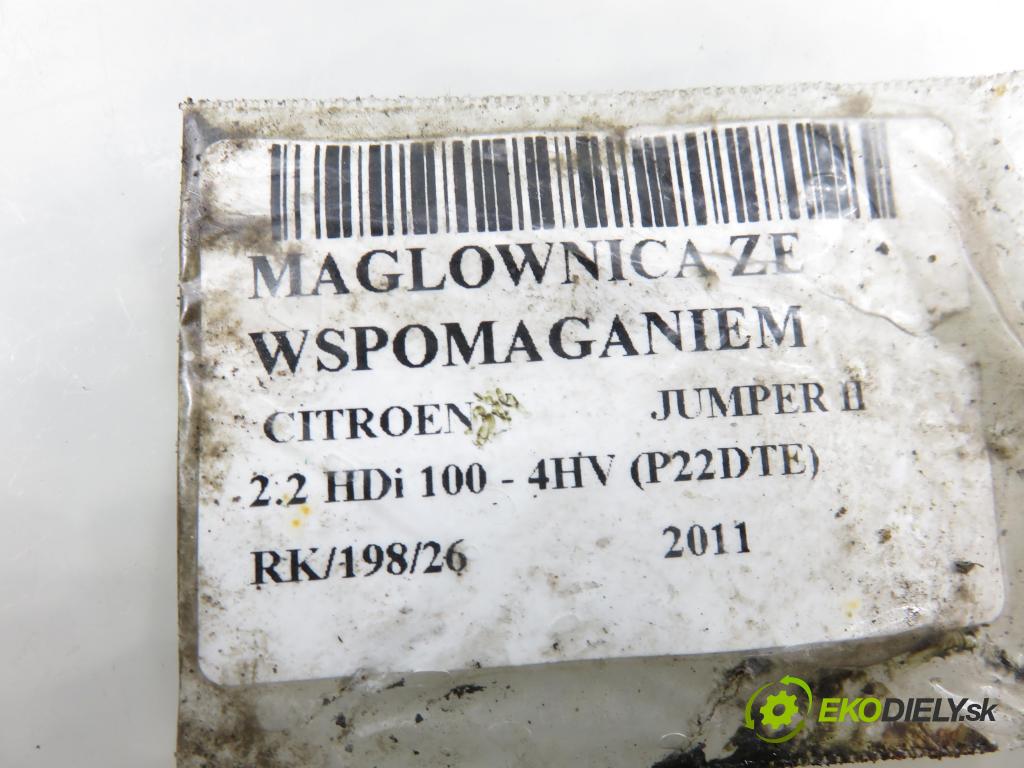 MAGLOWNICA ZE
WSPOMAGANIEM
CITROEN JUMPER II
2.2 HDi 100 - 4HV (P22DTE)
RK/198/26 2011
EKODIELY.sk